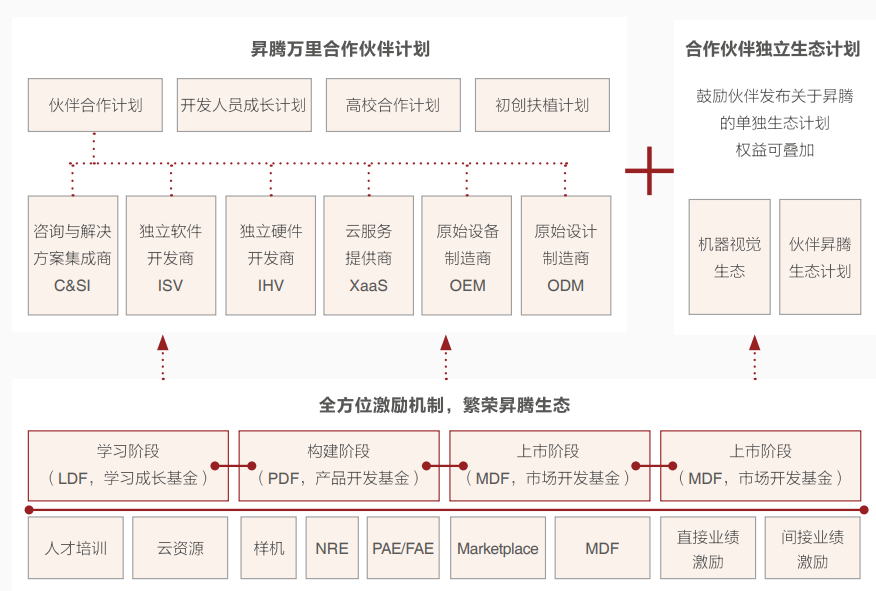 昇腾万里合作伙伴计划
伙伴合作计划
开发人员成长计划
高校合作计划
初创扶植计划
咨询与解决
方案集成商
C&SI
独立软件
开发商
ISV
独立硬件
开发商
IHV
云服务
提供商
XaaS
原始设备
制造商
OEM
原始设计
制造商
ODM
合作伙伴独立生态计划
鼓励伙伴发布关于昇腾
的单独生态计划
权益可叠加
机器视觉
生态
伙伴昇腾
生态计划
全方位激励机制，繁荣昇腾生态
学习阶段
（LDF，学习成长基金）
构建阶段
（PDF，产品开发基金）
上市阶段
（MDF，市场开发基金）
上市阶段
（MDF，市场开发基金）
人才培训
云资源
样机
NRE
PAE/FAE
Marketplace
MDF
直接业绩
激励
间接业绩
激励